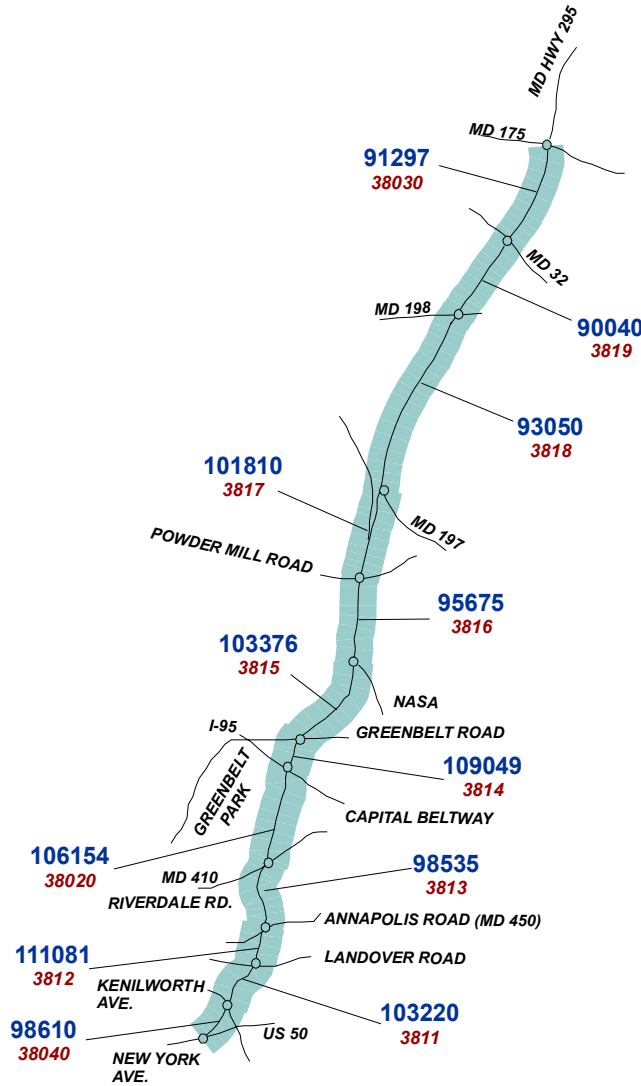 MD HWY 295
MD 175
91297
38030
MD 32
MD 198
90040
3819
93050
3818
101810
3817
MD 197
POWDER MILL ROAD
95675
3816
103376
3815
NASA
I-95
GREENBELT ROAD
GREENBELT
PARK
109049
3814
CAPITAL BELTWAY
106154
38020
MD 410
RIVERDALE RD.
98535
3813
ANNAPOLIS ROAD (MD 450)
111081
3812
LANDOVER ROAD
KENILWORTH
AVE.
103220
3811
98610
38040
US 50
NEW YORK
AVE.